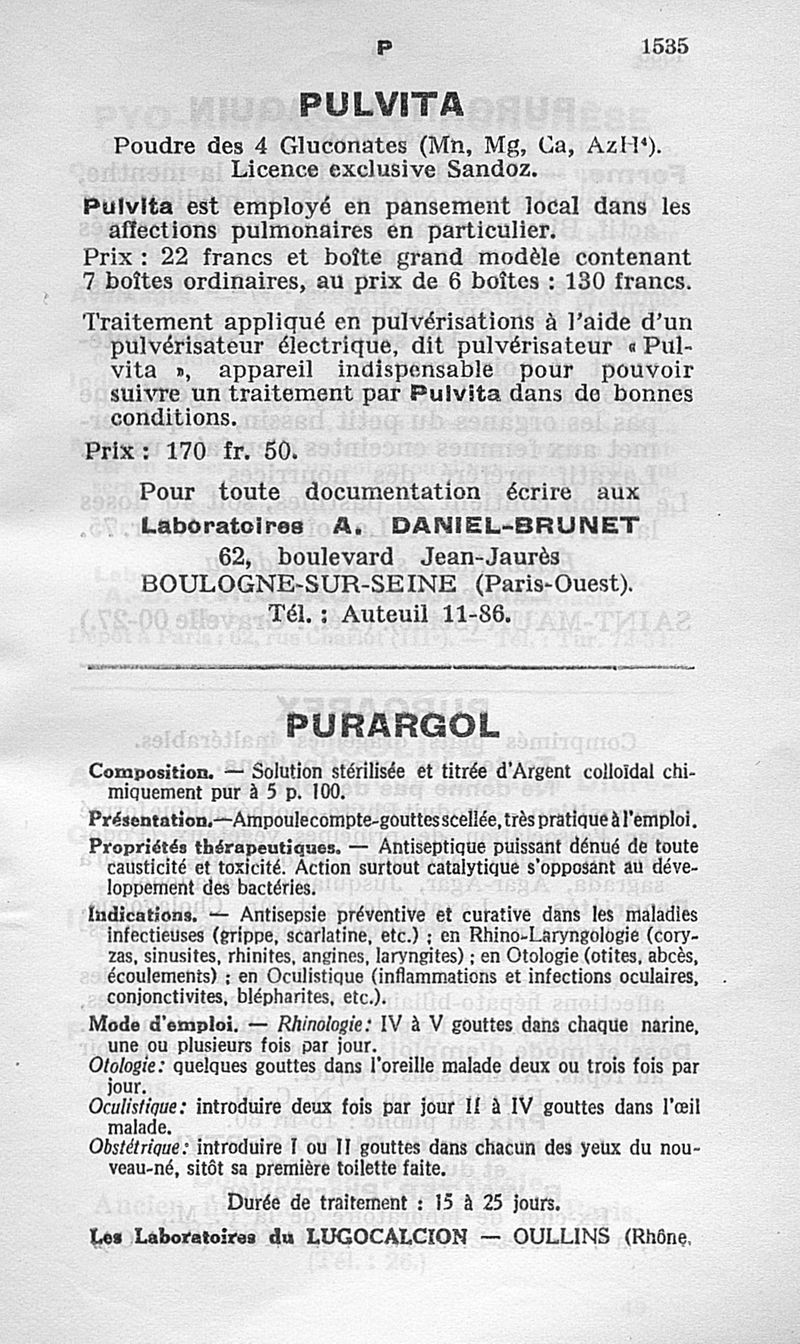 P 1535
PULVITA
Poudre des 4 Gluconates (Mn, Mg, Ca, AzH⁴).
Licence exclusive Sandoz.
Pulvita est employé en pansement local dans les
affections pulmonaires en particulier.
Prix : 22 francs et boîte grand modèle contenant
7 boîtes ordinaires, au prix de 6 boîtes : 130 francs.
Traitement appliqué en pulvérisations à l'aide d'un
pulvérisateur électrique, dit pulvérisateur « Pul-
vita », appareil indispensable pour pouvoir
suivre un traitement par Pulvita dans de bonnes
conditions.
Prix : 170 fr. 50.
Pour toute documentation écrire aux
Laboratoires A. DANIEL-BRUNET
62, boulevard Jean-Jaurès
BOULOGNE-SUR-SEINE (Paris-Ouest).
Tél. : Auteuil 11-86.
PURARGOL
Composition. — Solution stérilisée et titrée d'Argent colloïdal chi-
miquement pur à 5 p. 100.
Présentation.—Ampoule compte-gouttes scellée, très pratique à l'emploi.
Propriétés thérapeutiques. — Antiseptique puissant dénué de toute
causticité et toxicité. Action surtout catalytique s'opposant au déve-
loppement des bactéries.
Indications. — Antisepsie préventive et curative dans les maladies
infectieuses (grippe, scarlatine, etc.) ; en Rhino-Laryngologie (cory-
zas, sinusites, rhinites, angines, laryngites) ; en Otologie (otites, abcès,
écoulements) ; en Oculistique (inflammations et infections oculaires,
conjonctivites, blépharites, etc.).
Mode d'emploi. — Rhinologie : IV à V gouttes dans chaque narine,
une ou plusieurs fois par jour.
Otologie : quelques gouttes dans l'oreille malade deux ou trois fois par
jour.
Oculistique : introduire deux fois par jour II à IV gouttes dans l'œil
malade.
Obstétrique : introduire I ou II gouttes dans chacun des yeux du nou-
veau-né, sitôt sa première toilette faite.
Durée de traitement : 15 à 25 jours.
Les Laboratoires du LUGOCALCION — OULLINS (Rhône.